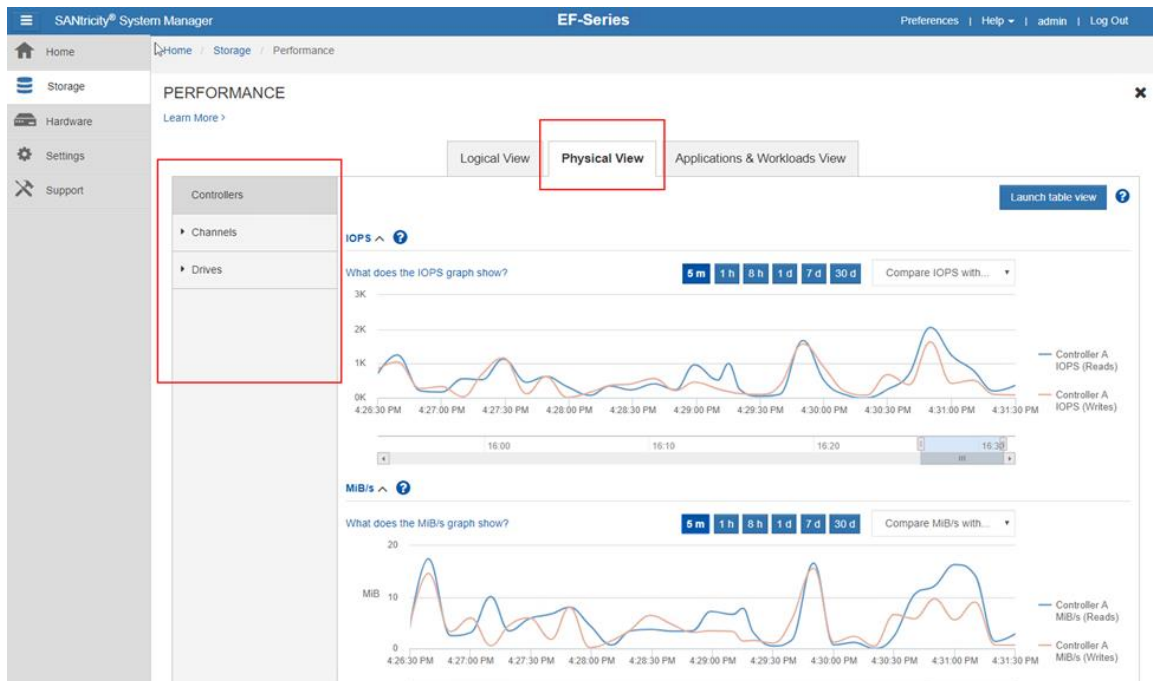 SANtricity® System Manager
EF-Series
Preferences | Help | admin | Log Out
Home
Storage
Hardware
Settings
Support
Home / Storage / Performance
PERFORMANCE
Learn More >
Logical View
Physical View
Applications & Workloads View
Controllers
Channels
Drives
Launch table view ?
IOPS ?
What does the IOPS graph show?
5 m 1 h 8 h 1 d 7 d 30 d
Compare IOPS with...
3K
2K
1K
0K
4:26:30 PM 4:27:00 PM 4:27:30 PM 4:28:00 PM 4:28:30 PM 4:29:00 PM 4:29:30 PM 4:30:00 PM 4:30:30 PM 4:31:00 PM 4:31:30 PM
Controller A
IOPS (Reads)
Controller A
IOPS (Writes)
16:00 16:10 16:20 16:30
MiB/s ?
What does the MiB/s graph show?
5 m 1 h 8 h 1 d 7 d 30 d
Compare MiB/s with...
20
MiB 10
0
4:26:30 PM 4:27:00 PM 4:27:30 PM 4:28:00 PM 4:28:30 PM 4:29:00 PM 4:29:30 PM 4:30:00 PM 4:30:30 PM 4:31:00 PM 4:31:30 PM
Controller A
MiB/s (Reads)
Controller A
MiB/s (Writes)